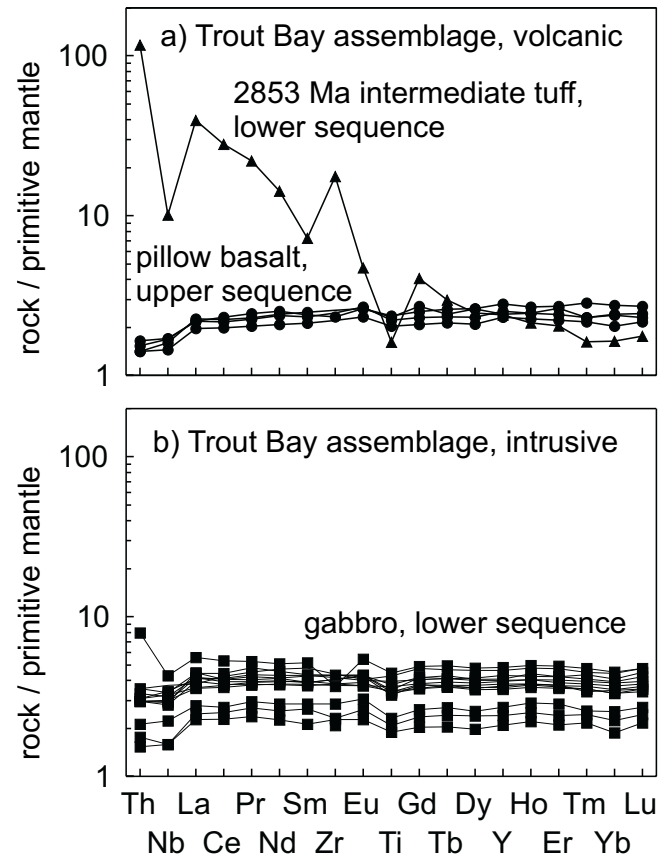 a) Trout Bay assemblage, volcanic
100
2853 Ma intermediate tuff,
lower sequence
10
pillow basalt,
upper sequence
1
rock / primitive mantle
b) Trout Bay assemblage, intrusive
100
10
gabbro, lower sequence
1
rock / primitive mantle
Th La Pr Sm Eu Gd Dy Ho Tm Lu
Nb Ce Nd Zr Ti Tb Y Er Yb